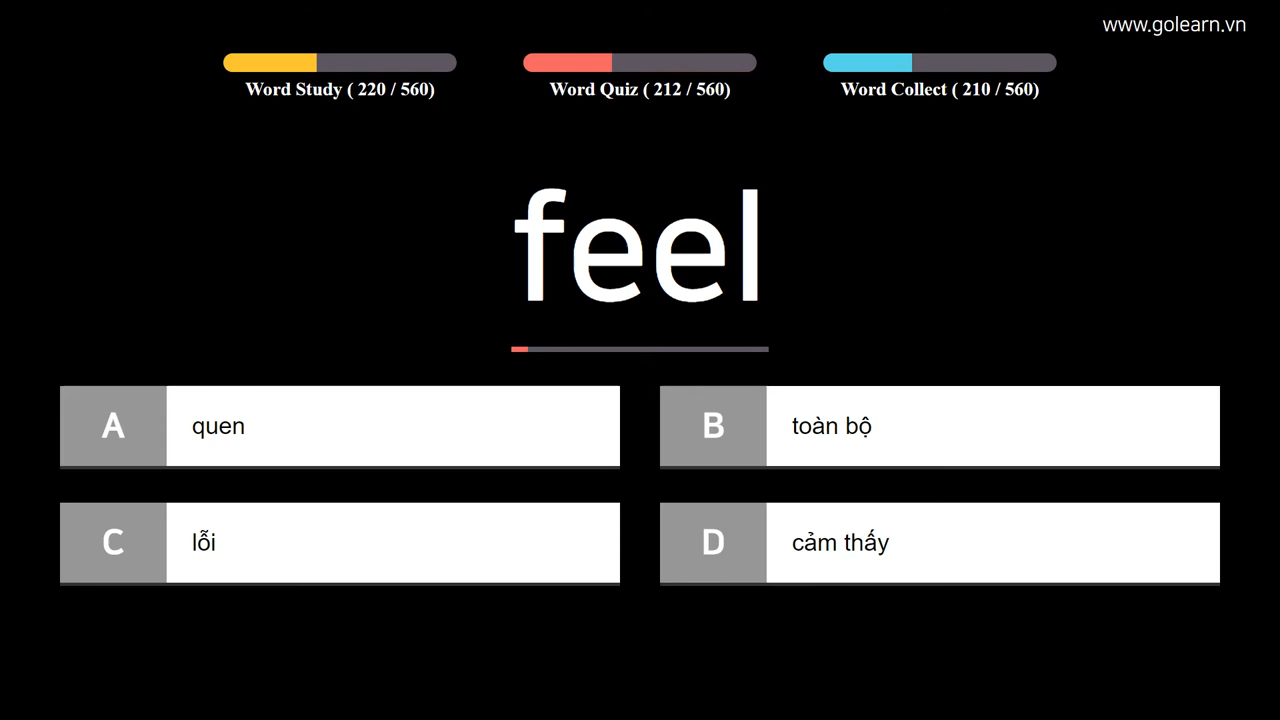 www.golearn.vn
Word Study ( 220 / 560)
Word Quiz ( 212 / 560)
Word Collect ( 210 / 560)
feel
A quen
B toàn bộ
C lỗi
D cảm thấy